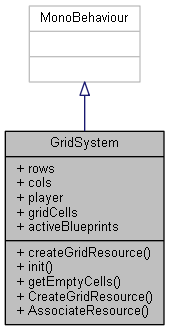 MonoBehaviour
GridSystem
+ rows
+ cols
+ player
+ gridCells
+ activeBlueprints
+ createGridResource()
+ init()
+ getEmptyCells()
+ CreateGridResource()
+ AssociateResource()